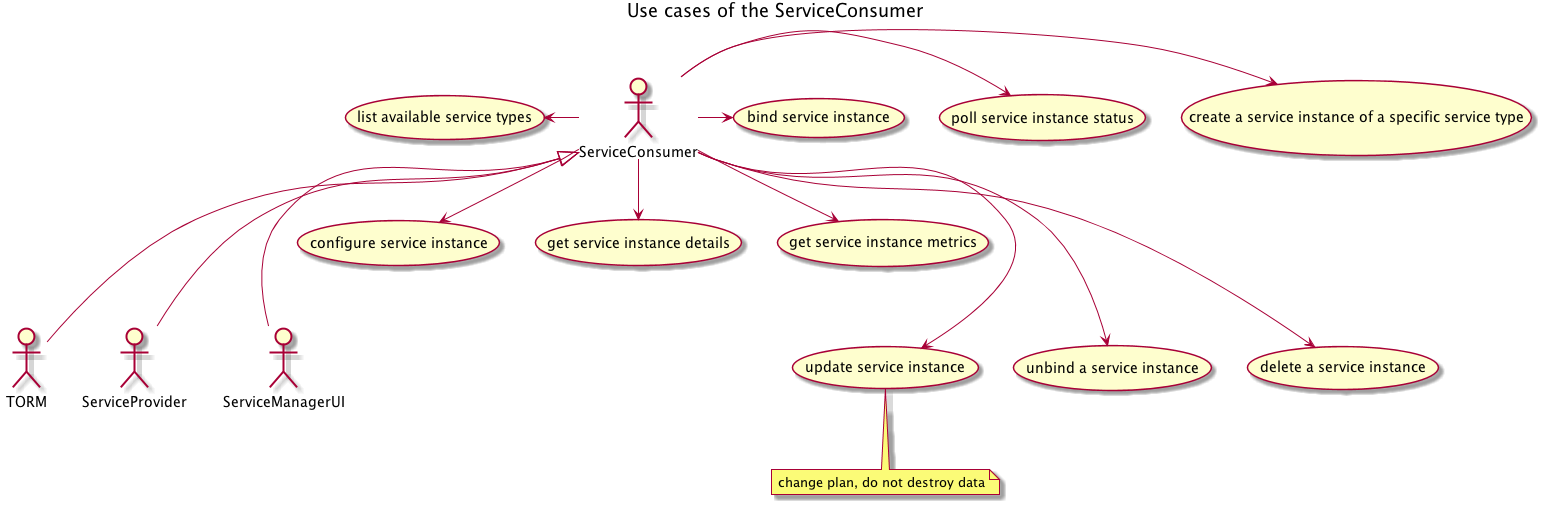 Use cases of the ServiceConsumer
list available service types
bind service instance
poll service instance status
create a service instance of a specific service type
ServiceConsumer
configure service instance
get service instance details
get service instance metrics
update service instance
unbind a service instance
delete a service instance
TORM
ServiceProvider
ServiceManagerUI
change plan, do not destroy data